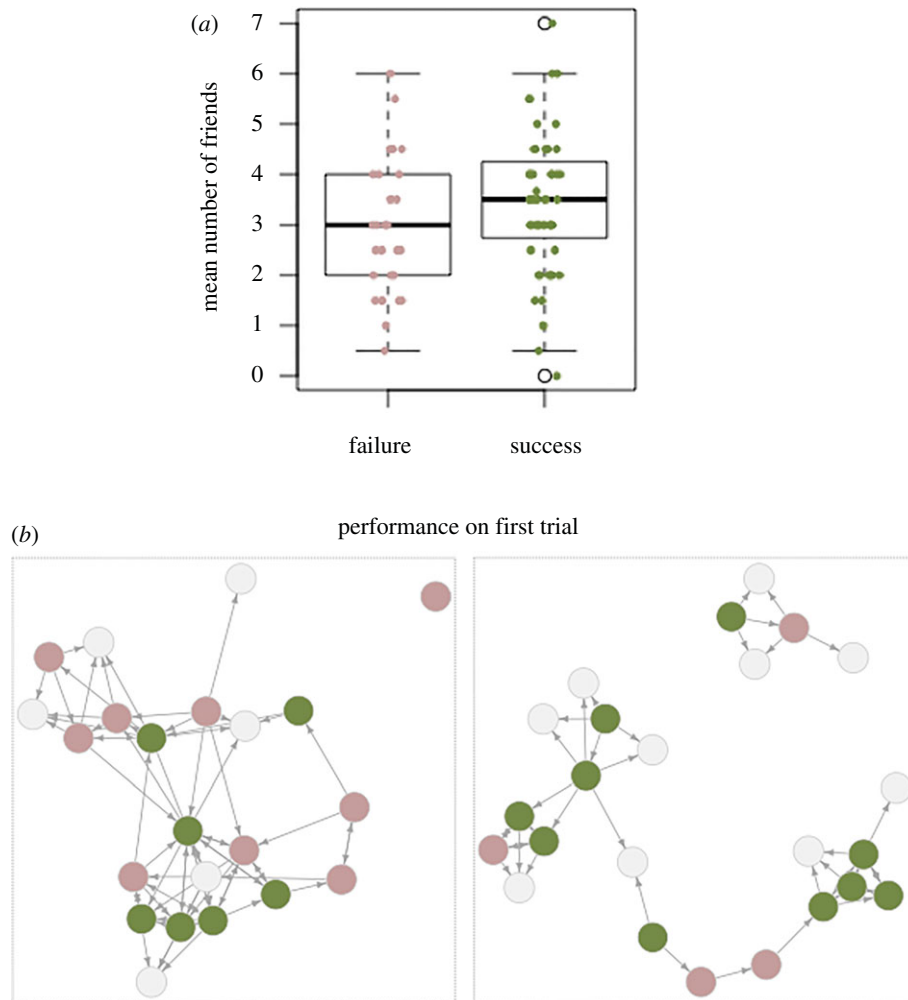 (a)
7
6
5
4
3
2
1
0
mean number of friends
failure success
performance on first trial
(b)